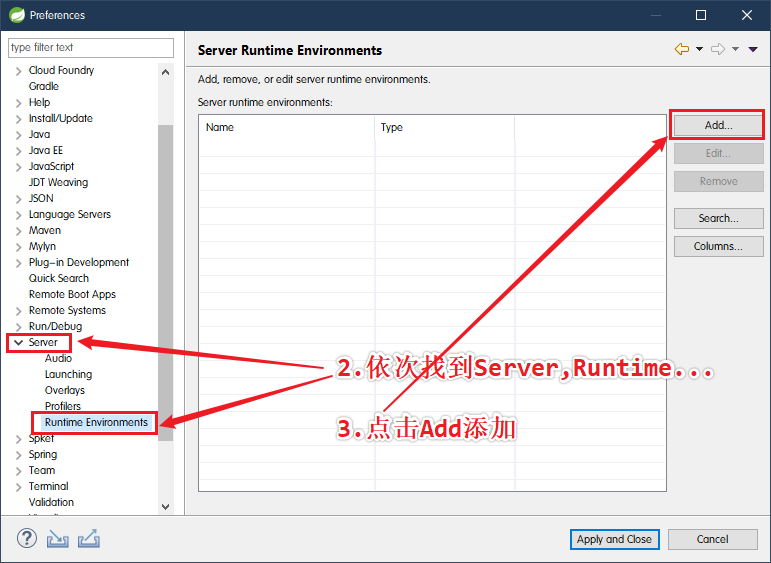 Preferences
type filter text
Cloud Foundry
Gradle
Help
Install/Update
Java
Java EE
JavaScript
JDT Weaving
JSON
Language Servers
Maven
Mylyn
Plug-in Development
Quick Search
Remote Boot Apps
Remote Systems
Run/Debug
Server
Audio
Launching
Overlays
Profilers
Runtime Environments
Spket
Spring
Team
Terminal
Validation
Server Runtime Environments
Add, remove, or edit server runtime environments.
Server runtime environments:
Name Type
Add...
Edit...
Remove
Search...
Columns...
2.依次找到Server,Runtime...
3.点击Add添加
Apply and Close Cancel